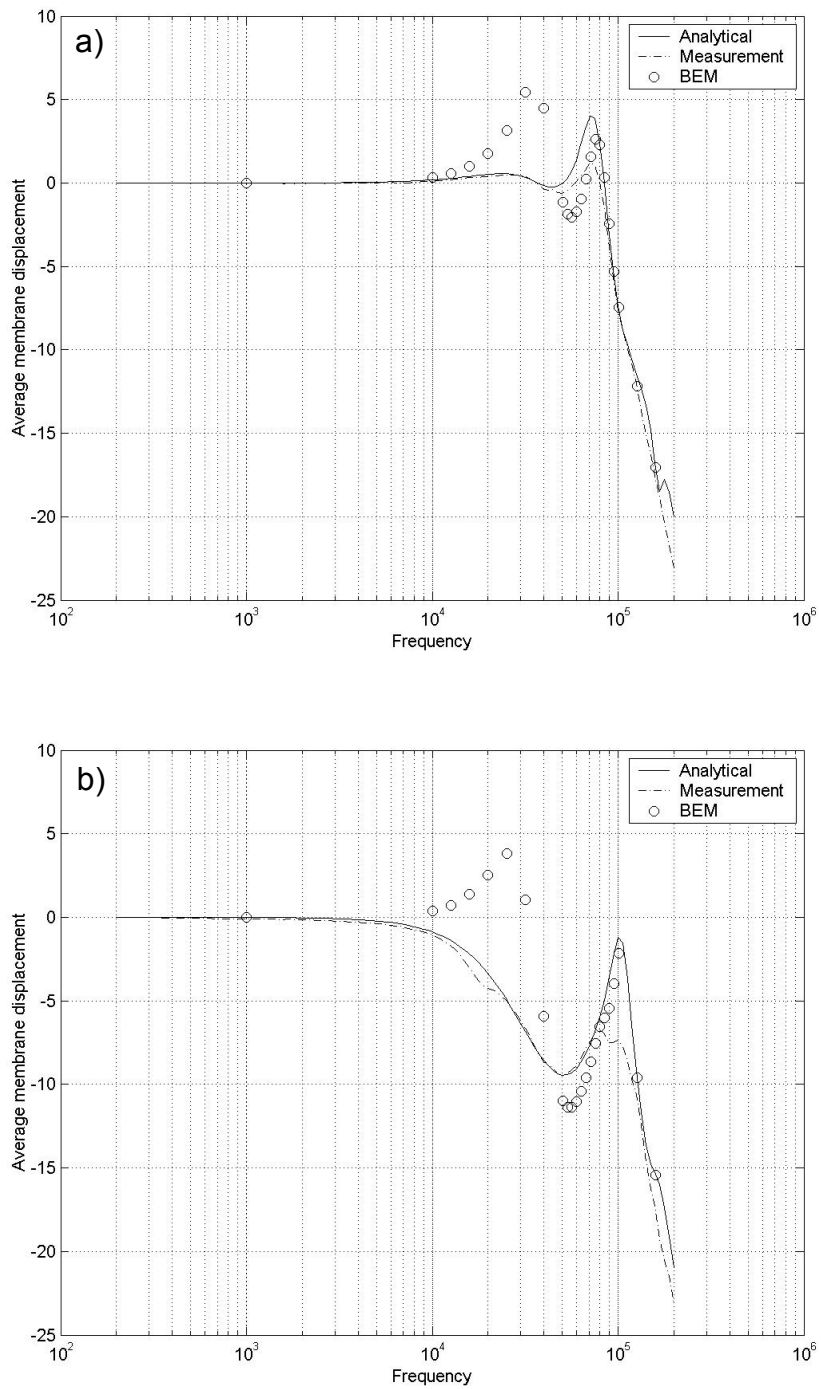 a)
Analytical
Measurement
BEM
10
5
0
-5
-10
-15
-20
-25
Average membrane displacement
10^2
10^3
10^4
10^5
10^6
Frequency
b)
Analytical
Measurement
BEM
10
5
0
-5
-10
-15
-20
-25
Average membrane displacement
10^2
10^3
10^4
10^5
10^6
Frequency